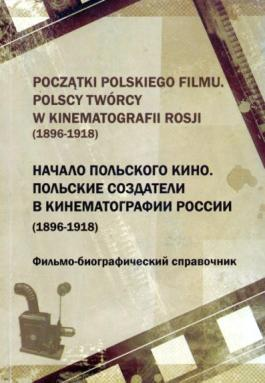 POCZĄTKI POLSKIEGO FILMU.
POLSCY TWÓRCY
W KINEMATOGRAFII ROSJI
(1896-1918)
НАЧАЛО ПОЛЬСКОГО КИНО.
ПОЛЬСКИЕ СОЗДАТЕЛИ
В КИНЕМАТОГРАФИИ РОССИИ
(1896-1918)
Фильмо-биографический справочник